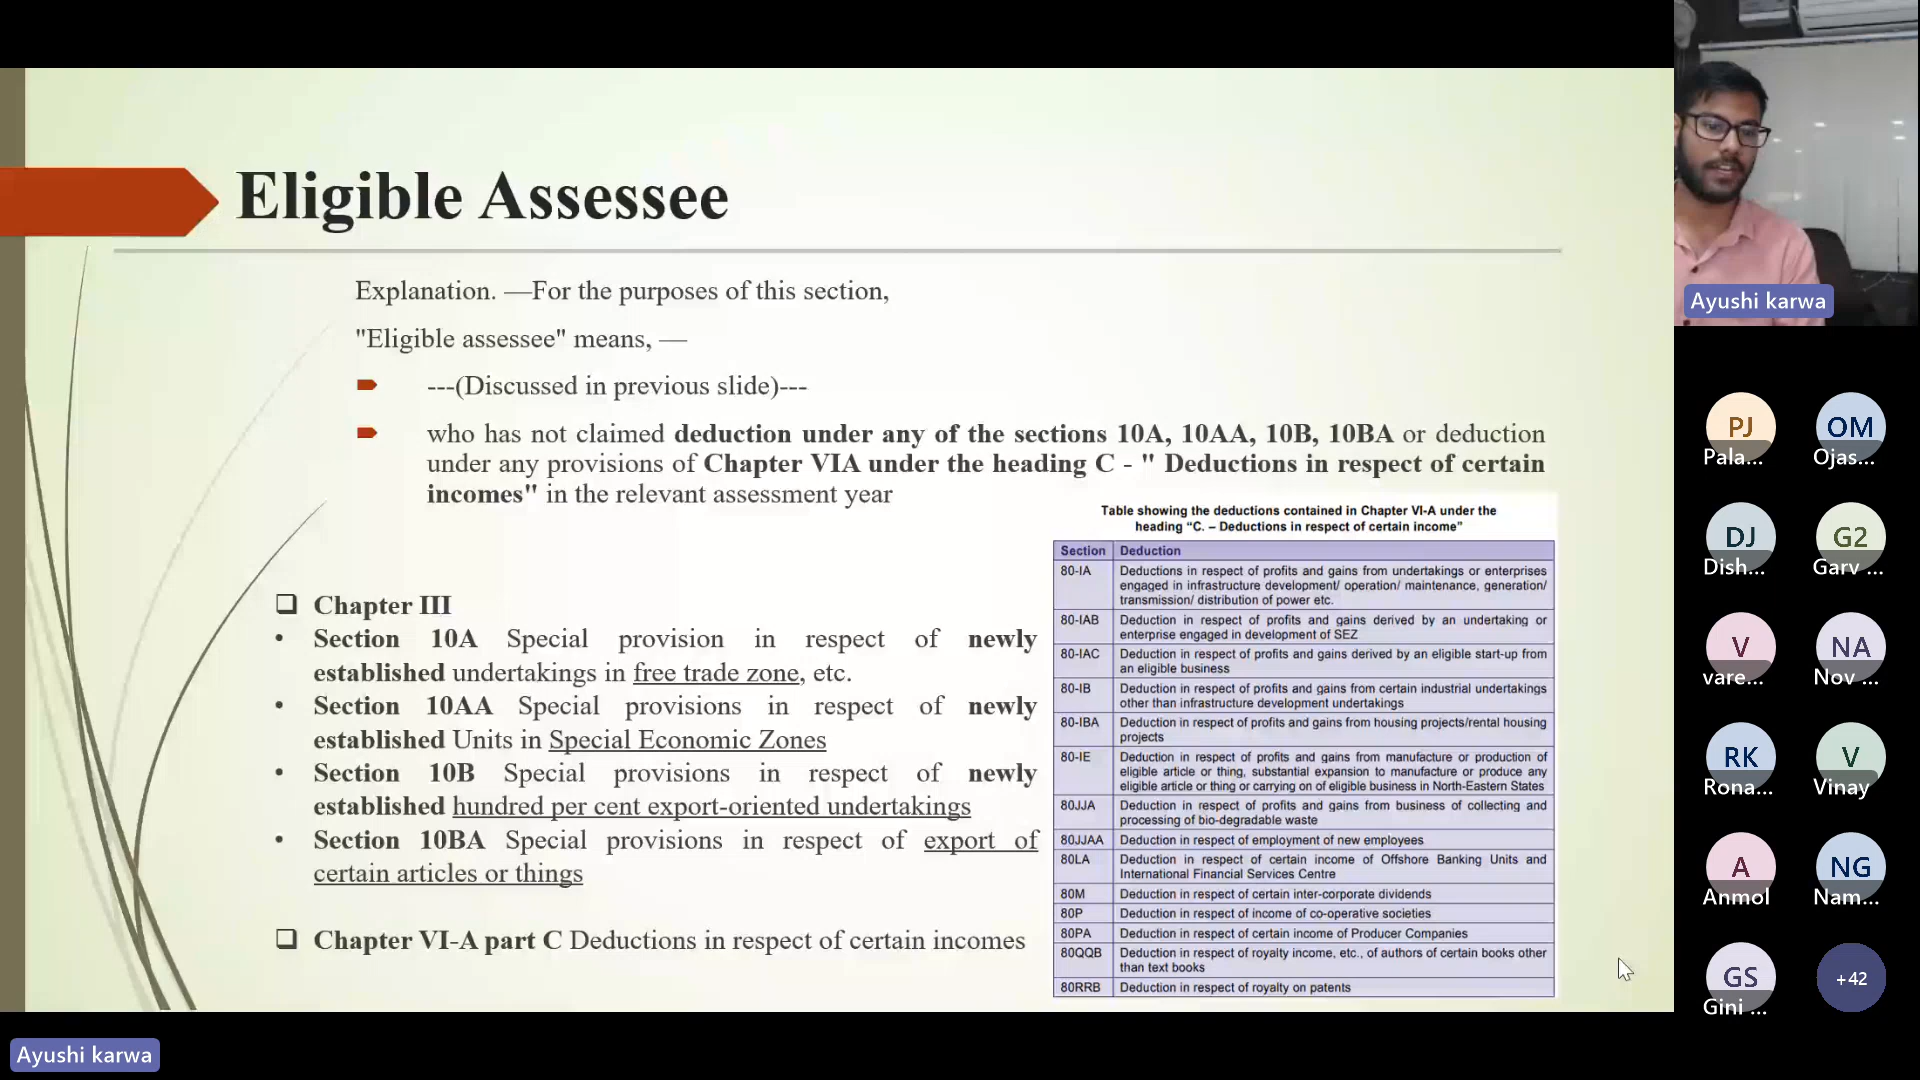 Eligible Assessee
Explanation. —For the purposes of this section,
"Eligible assessee" means, —
---(Discussed in previous slide)---
who has not claimed deduction under any of the sections 10A, 10AA, 10B, 10BA or deduction
under any provisions of Chapter VIA under the heading C - " Deductions in respect of certain
incomes" in the relevant assessment year
❑ Chapter III
• Section 10A Special provision in respect of newly
established undertakings in free trade zone, etc.
• Section 10AA Special provisions in respect of newly
established Units in Special Economic Zones
• Section 10B Special provisions in respect of newly
established hundred per cent export-oriented undertakings
• Section 10BA Special provisions in respect of export of
certain articles or things
❑ Chapter VI-A part C Deductions in respect of certain incomes
Table showing the deductions contained in Chapter VI-A under the
heading “C. – Deductions in respect of certain income”
Section Deduction
80-IA Deductions in respect of profits and gains from undertakings or enterprises
engaged in infrastructure development/ operation/ maintenance, generation/
transmission/ distribution of power etc.
80-IAB Deduction in respect of profits and gains derived by an undertaking or
enterprise engaged in development of SEZ
80-IAC Deduction in respect of profits and gains derived by an eligible start-up from
an eligible business
80-IB Deduction in respect of profits and gains from certain industrial undertakings
other than infrastructure development undertakings
80-IBA Deduction in respect of profits and gains from housing projects/rental housing
projects
80-IE Deduction in respect of profits and gains from manufacture or production of
eligible article or thing, substantial expansion to manufacture or produce any
eligible article or thing or carrying on of eligible business in North-Eastern States
80JJA Deduction in respect of profits and gains from business of collecting and
processing of bio-degradable waste
80JJAA Deduction in respect of employment of new employees
80LA Deduction in respect of certain income of Offshore Banking Units and
International Financial Services Centre
80M Deduction in respect of certain inter-corporate dividends
80P Deduction in respect of income of co-operative societies
80PA Deduction in respect of certain income of Producer Companies
80QQB Deduction in respect of royalty income, etc., of authors of certain books other
than text books
80RRB Deduction in respect of royalty on patents
Ayushi karwa
PJ OM
Pala... Ojas...
DJ G2
Dish... Garv ...
V NA
vare... Nov ...
RK V
Rona... Vinay
A NG
Anmol Nam...
GS +42
Gini ...
Ayushi karwa